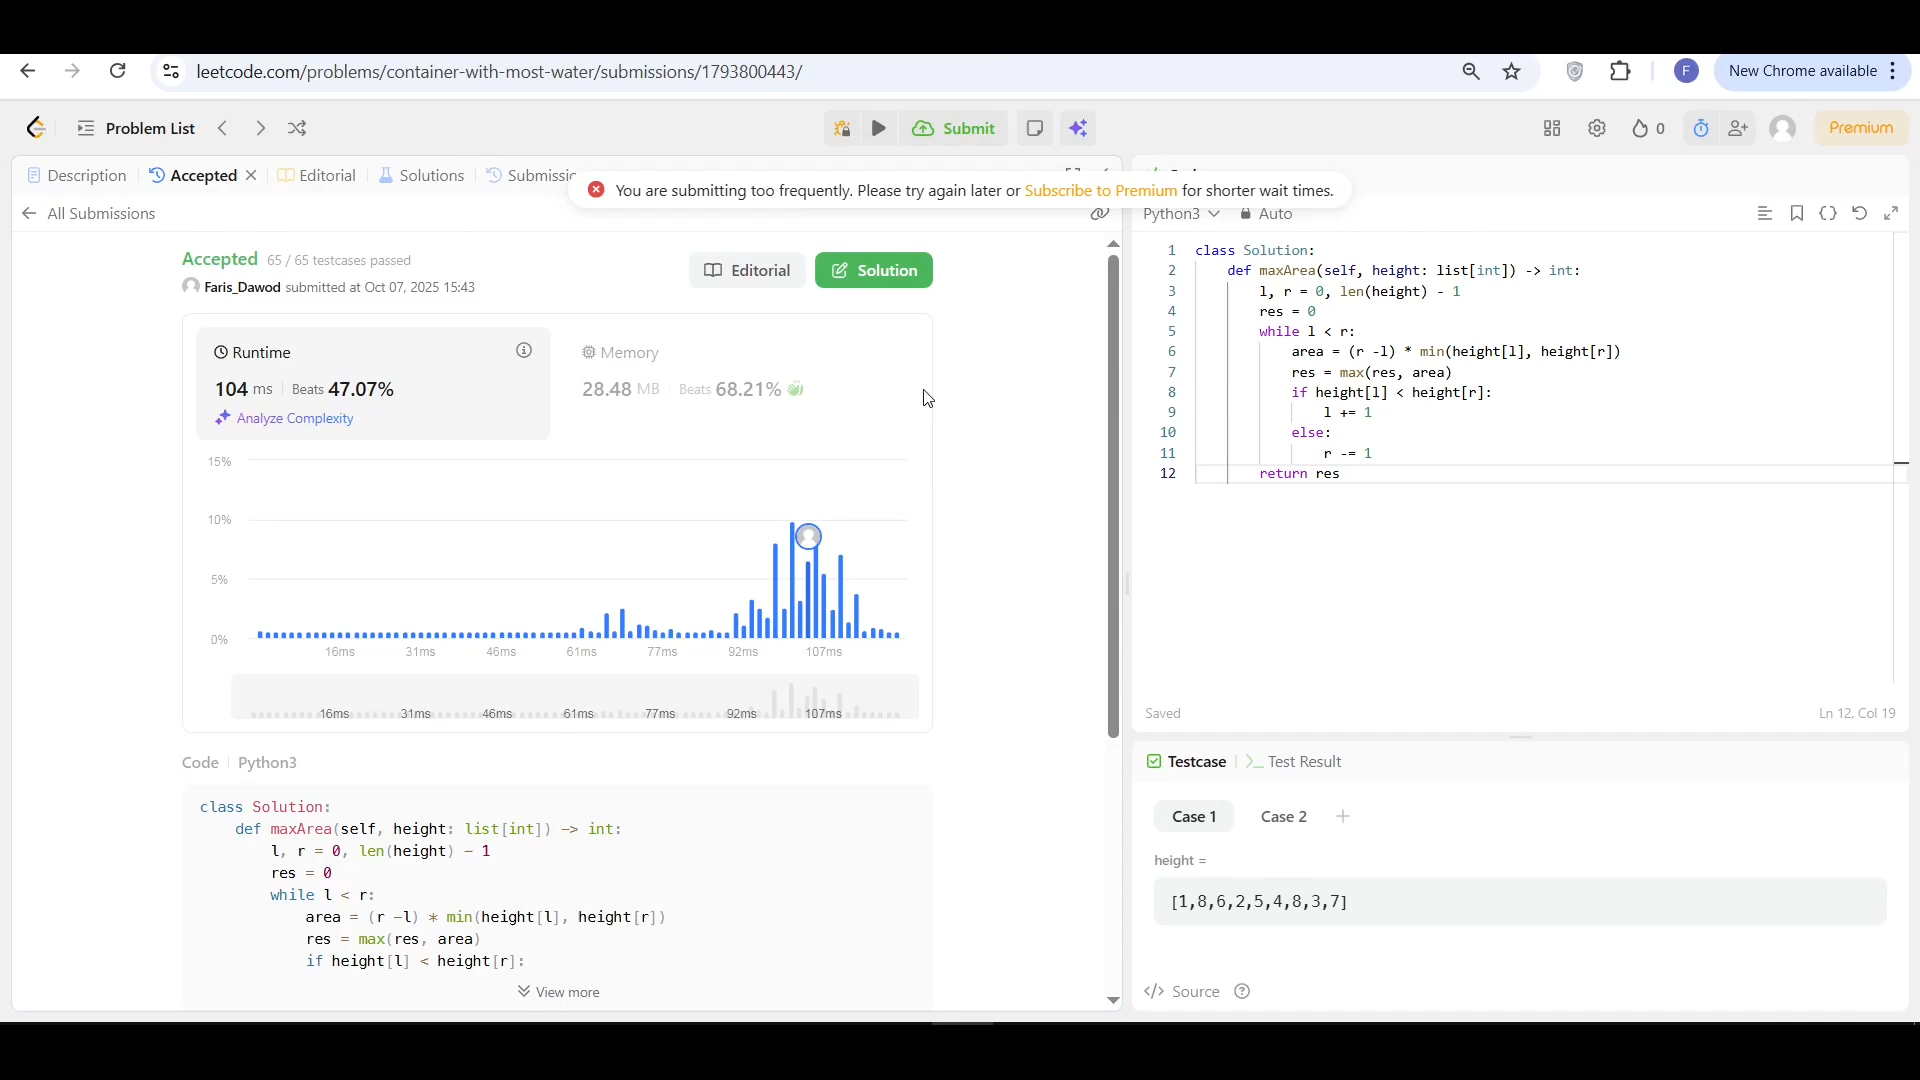 leetcode.com/problems/container-with-most-water/submissions/1793800443/
F
New Chrome available
Problem List
Submit
0
Premium
Description
Accepted
Editorial
Solutions
You are submitting too frequently. Please try again later or Subscribe to Premium for shorter wait times.
All Submissions
Python3
Auto
Accepted 65 / 65 testcases passed
Faris_Dawod submitted at Oct 07, 2025 15:43
Editorial
Solution
Runtime
104 ms | Beats 47.07%
Analyze Complexity
Memory
28.48 MB | Beats 68.21%
15%
10%
5%
0%
16ms 31ms 46ms 61ms 77ms 92ms 107ms
16ms 31ms 46ms 61ms 77ms 92ms 107ms
Code | Python3
class Solution:
def maxArea(self, height: list[int]) -> int:
l, r = 0, len(height) - 1
res = 0
while l < r:
area = (r -l) * min(height[l], height[r])
res = max(res, area)
if height[l] < height[r]:
View more
1 class Solution:
2 def maxArea(self, height: list[int]) -> int:
3 l, r = 0, len(height) - 1
4 res = 0
5 while l < r:
6 area = (r -l) * min(height[l], height[r])
7 res = max(res, area)
8 if height[l] < height[r]:
9 l += 1
10 else:
11 r -= 1
12 return res
Saved
Ln 12, Col 19
Testcase
Test Result
Case 1
Case 2
height =
[1,8,6,2,5,4,8,3,7]
Source